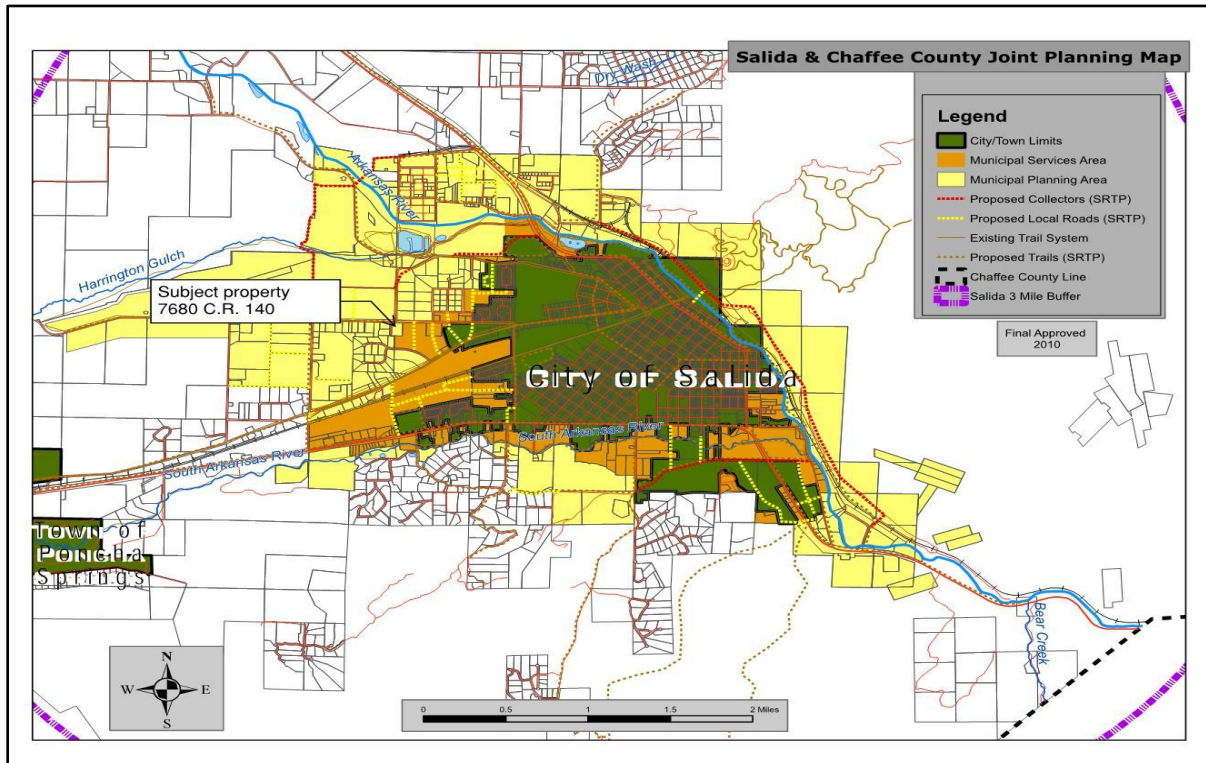 Salida & Chaffee County Joint Planning Map
Legend
City/Town Limits
Municipal Services Area
Municipal Planning Area
Proposed Collectors (SRTP)
Proposed Local Roads (SRTP)
Existing Trail System
Proposed Trails (SRTP)
Chaffee County Line
Salida 3 Mile Buffer
Final Approved
2010
Dry Wash
Arkansas River
Harrington Gulch
Subject property
7680 C.R. 140
City of Salida
South Arkansas River
South Arkansas River
Town of
Poncha
Springs
Bear Creek
N
W E
S
0 0.5 1 1.5 2 Miles